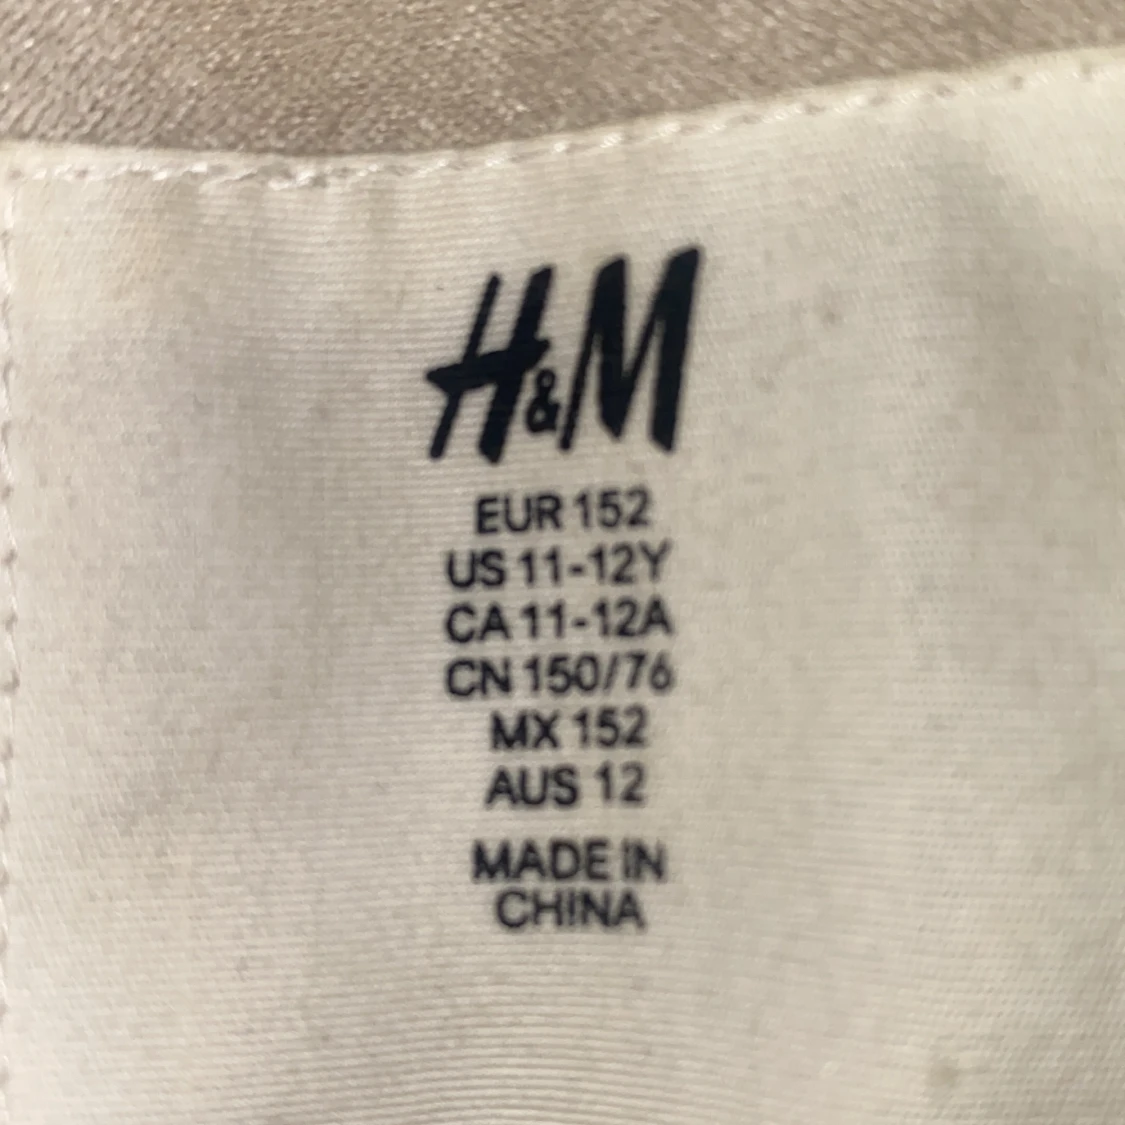 H&M
EUR 152
US 11-12Y
CA 11-12A
CN 150/76
MX 152
AUS 12
MADE IN
CHINA